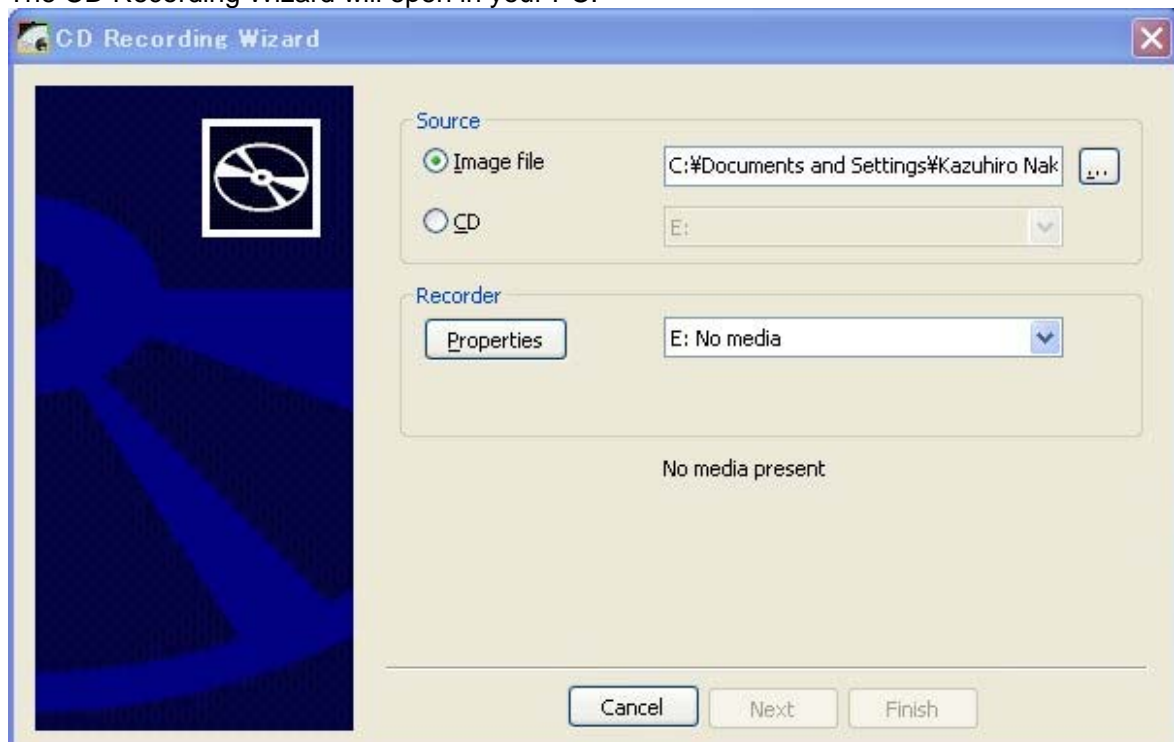 The CD Recording Wizard will open in your PC.
CD Recording Wizard
Source
Image file
C:¥Documents and Settings¥Kazuhiro Nak
...
CD
E:
Recorder
Properties
E: No media
No media present
Cancel Next Finish